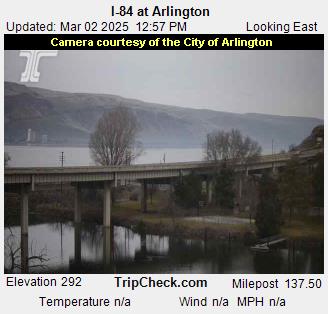 I-84 at Arlington
Updated: Mar 02 2025 12:57 PM Looking East
Camera courtesy of the City of Arlington
Elevation 292 TripCheck.com Milepost 137.50
Temperature n/a Wind n/a MPH n/a